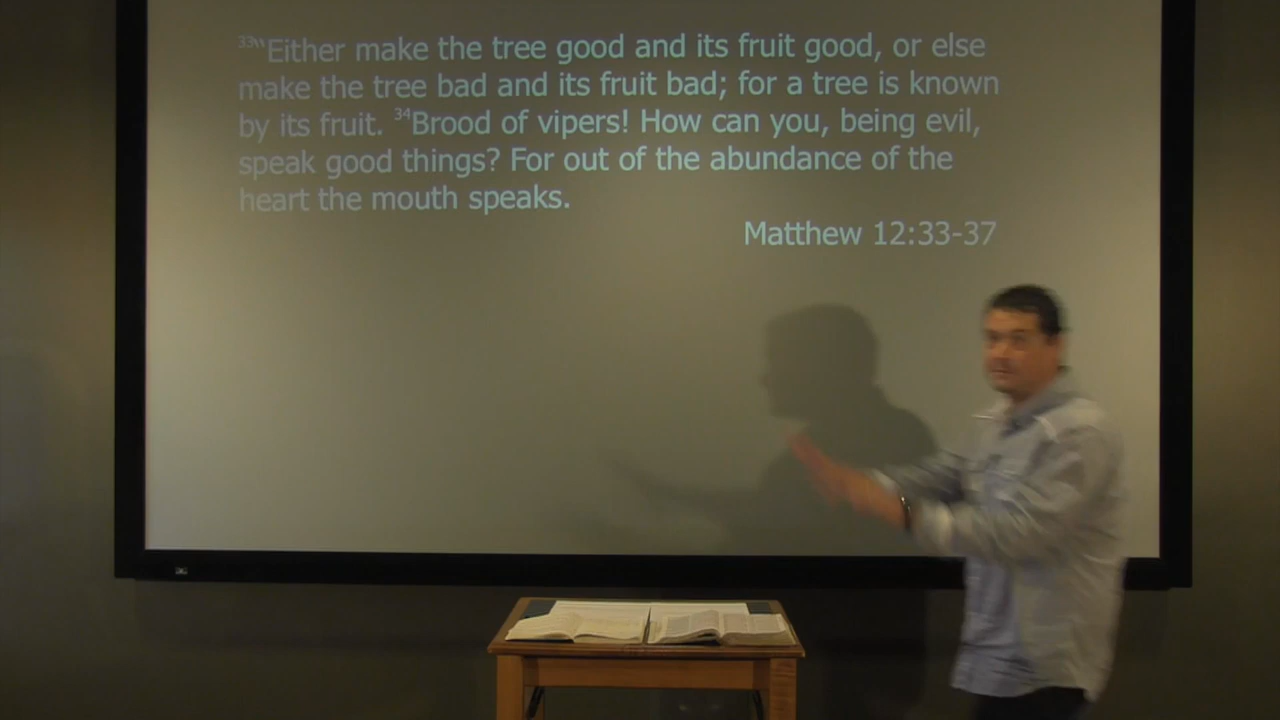 33“Either make the tree good and its fruit good, or else
make the tree bad and its fruit bad; for a tree is known
by its fruit. 34Brood of vipers! How can you, being evil,
speak good things? For out of the abundance of the
heart the mouth speaks.
Matthew 12:33-37